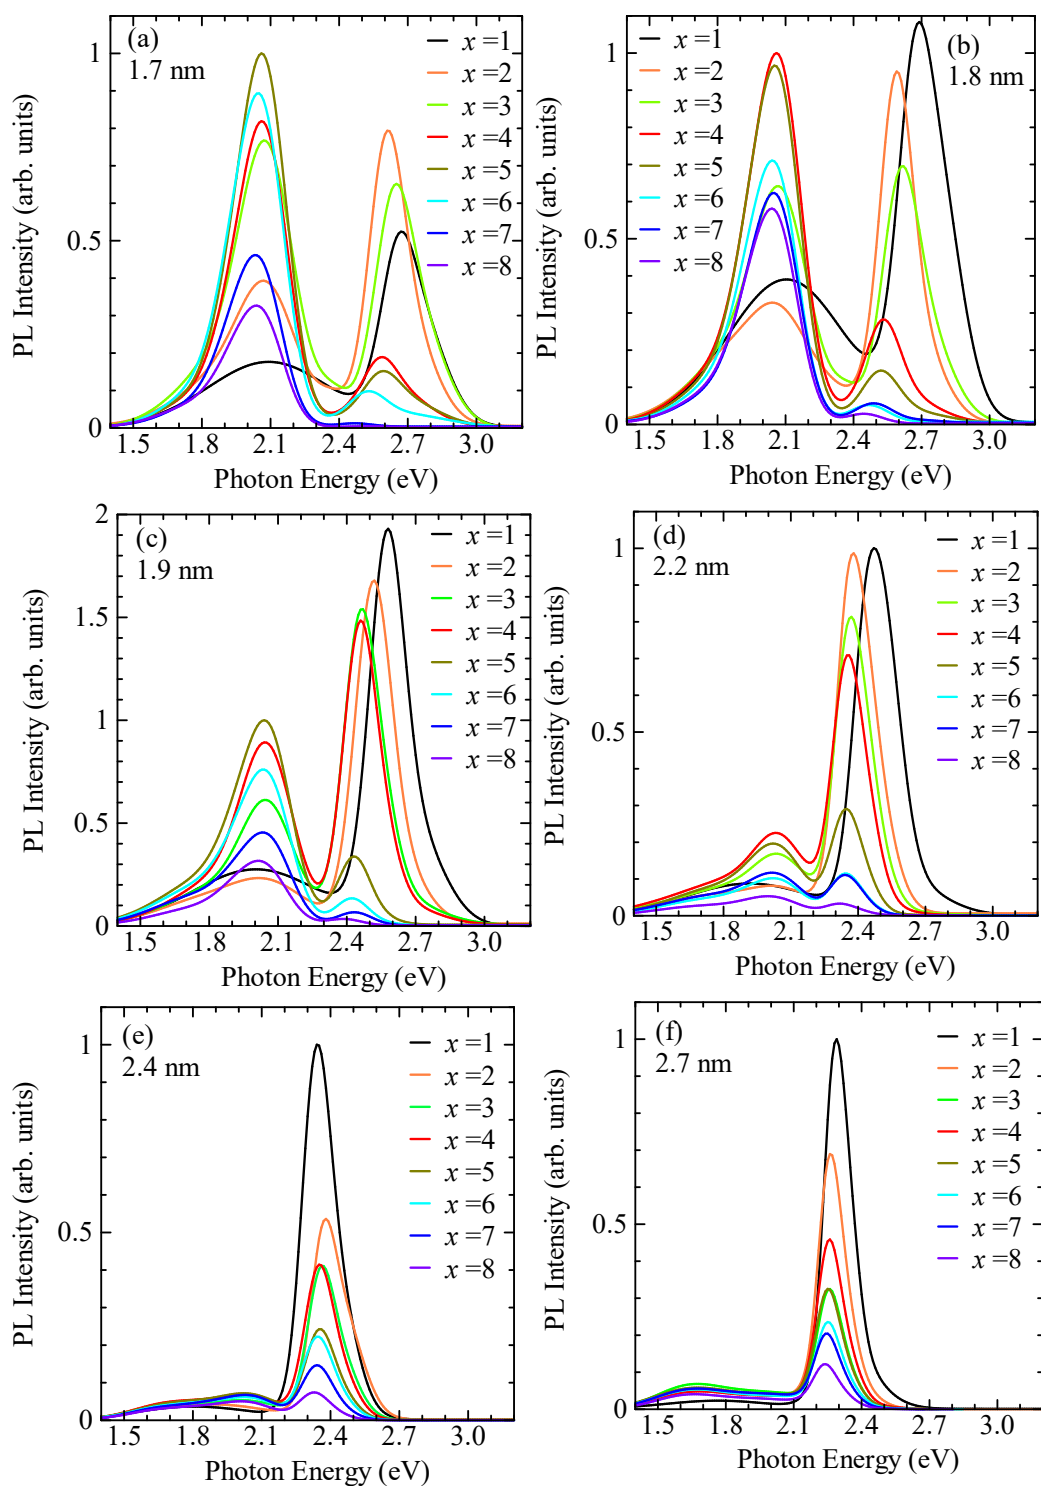 (a)
1.7 nm
x =1
x =2
x =3
x =4
x =5
x =6
x =7
x =8
1
0.5
0
1.5
1.8
2.1
2.4
2.7
3.0
PL Intensity (arb. units)
Photon Energy (eV)
(b)
1.8 nm
x =1
x =2
x =3
x =4
x =5
x =6
x =7
x =8
1
0.5
0
1.5
1.8
2.1
2.4
2.7
3.0
PL Intensity (arb. units)
Photon Energy (eV)
(c)
1.9 nm
x =1
x =2
x =3
x =4
x =5
x =6
x =7
x =8
2
1.5
1
0.5
0
1.5
1.8
2.1
2.4
2.7
3.0
PL Intensity (arb. units)
Photon Energy (eV)
(d)
2.2 nm
x =1
x =2
x =3
x =4
x =5
x =6
x =7
x =8
1
0.5
0
1.5
1.8
2.1
2.4
2.7
3.0
PL Intensity (arb. units)
Photon Energy (eV)
(e)
2.4 nm
x =1
x =2
x =3
x =4
x =5
x =6
x =7
x =8
1
0.5
0
1.5
1.8
2.1
2.4
2.7
3.0
PL Intensity (arb. units)
Photon Energy (eV)
(f)
2.7 nm
x =1
x =2
x =3
x =4
x =5
x =6
x =7
x =8
1
0.5
0
1.5
1.8
2.1
2.4
2.7
3.0
PL Intensity (arb. units)
Photon Energy (eV)